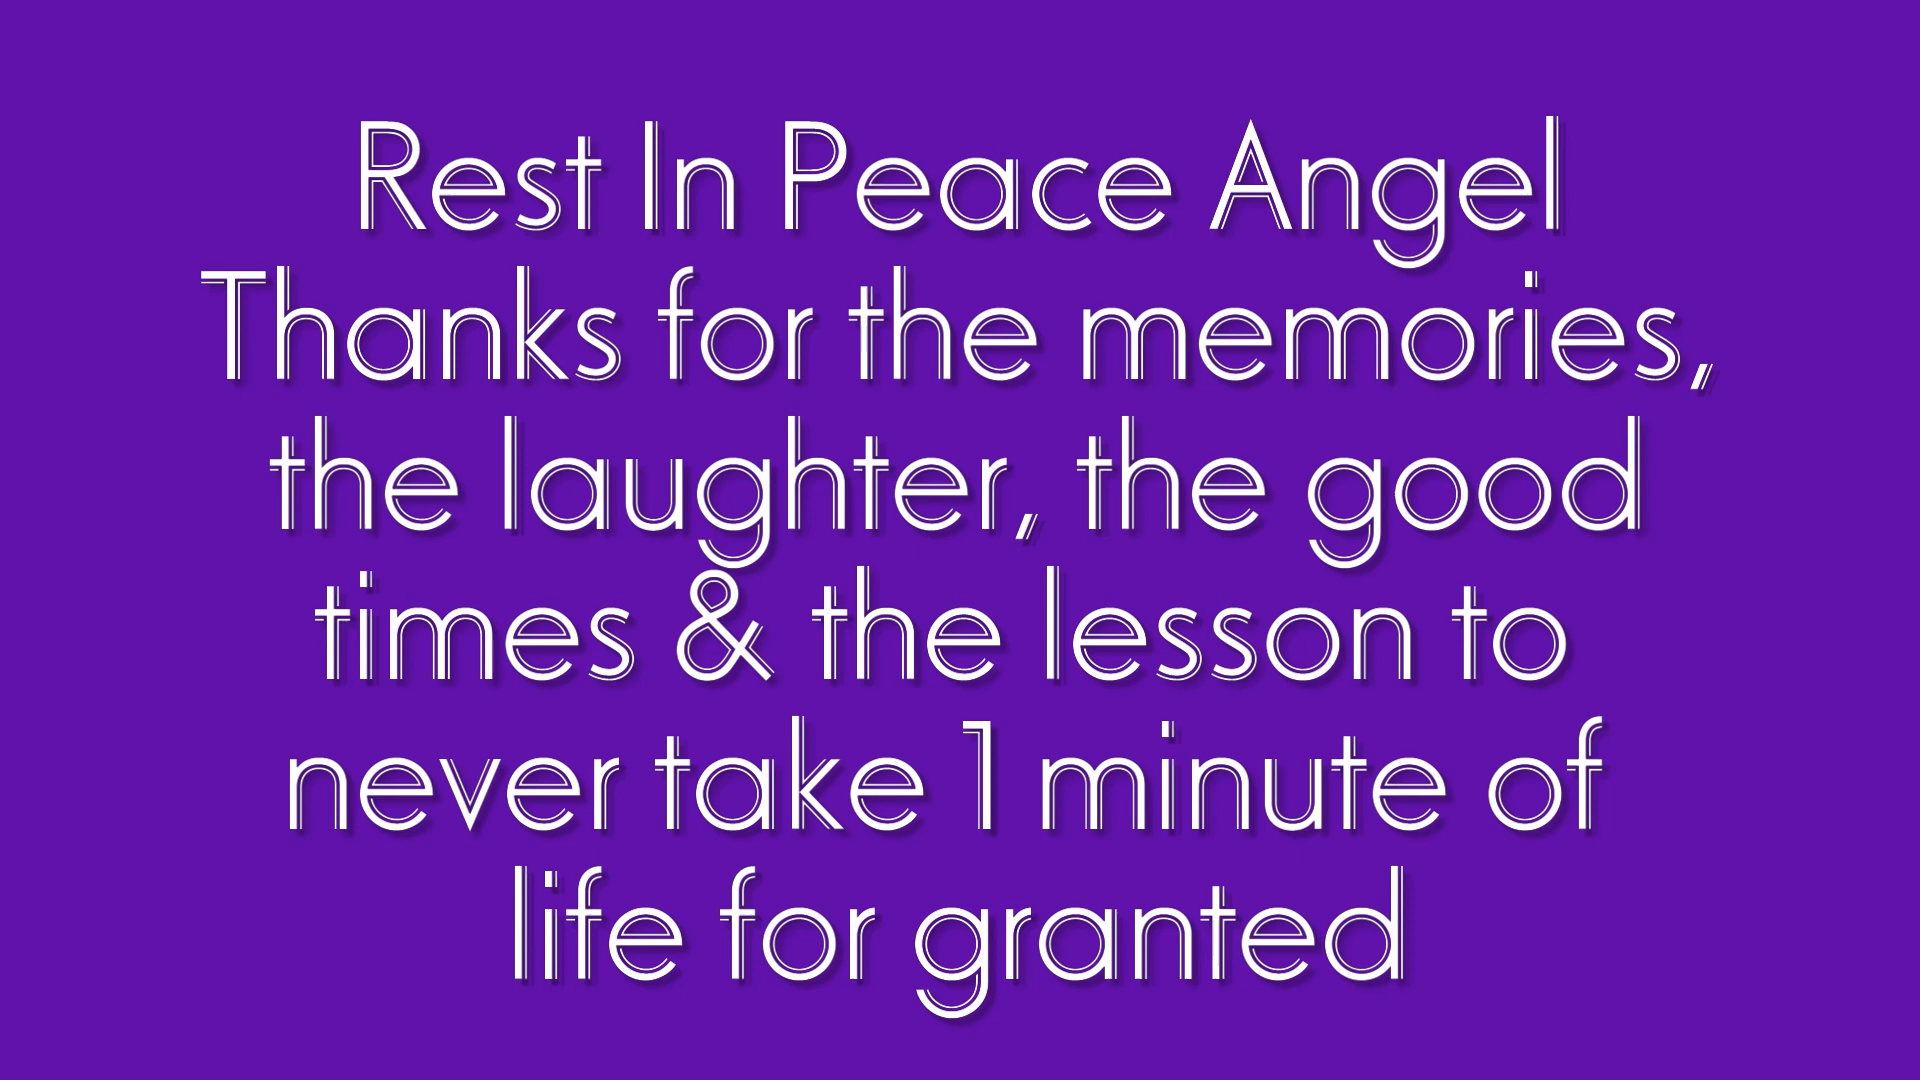 Rest In Peace Angel
Thanks for the memories,
the laughter, the good
times & the lesson to
never take 1 minute of
life for granted